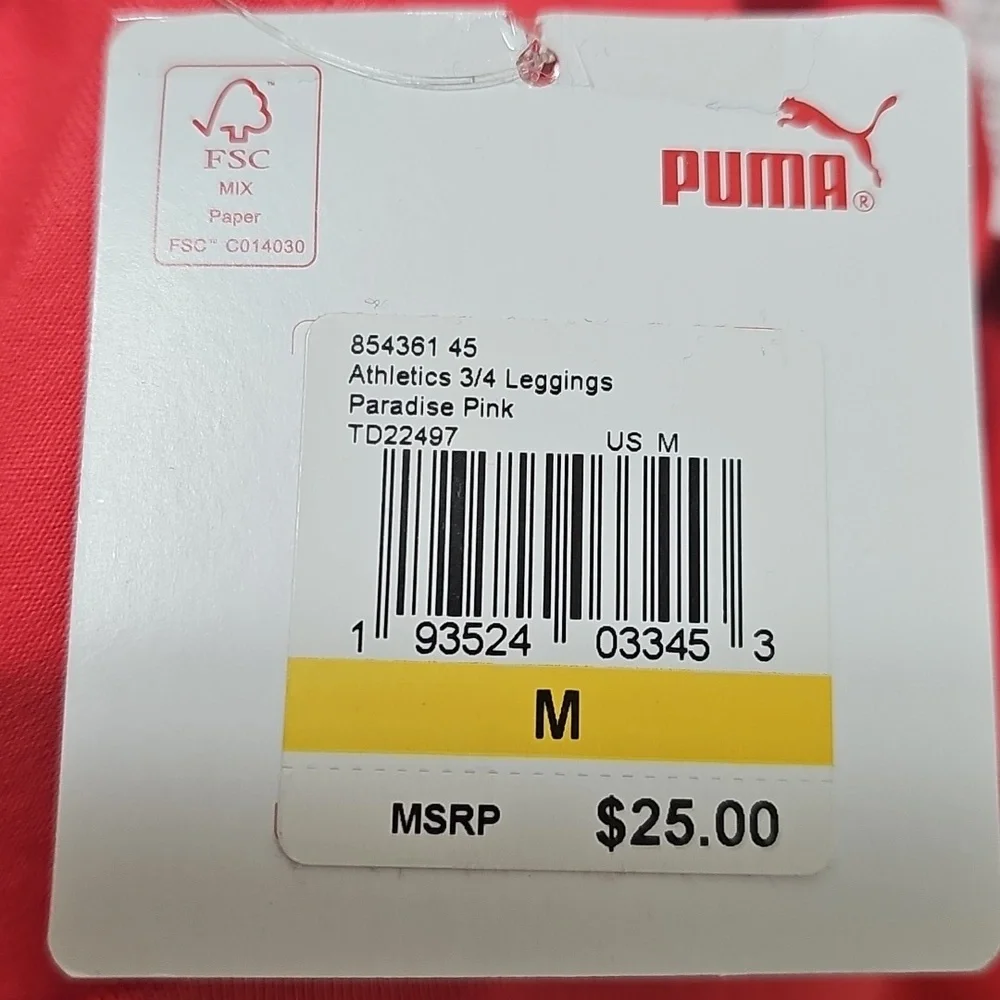 FSC™
MIX
Paper
FSC™ C014030
PUMA®
854361 45
Athletics 3/4 Leggings
Paradise Pink
TD22497 US M
1 93524 03345 3
M
MSRP $25.00